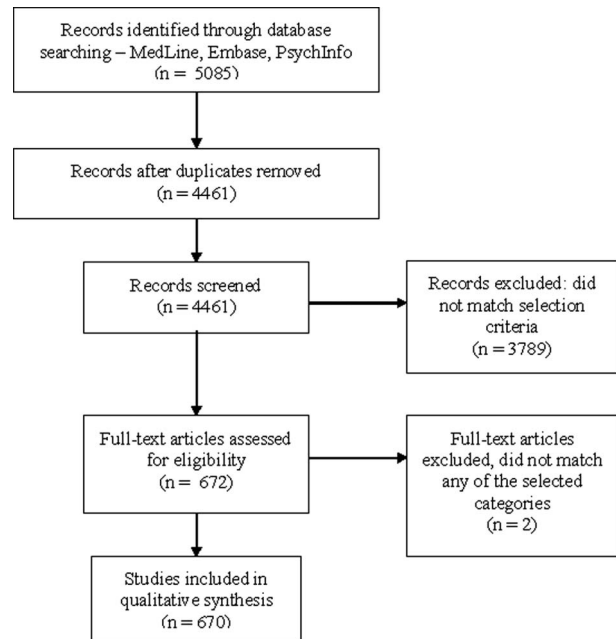 Records identified through database
searching – MedLine, Embase, PsychInfo
(n = 5085)
Records after duplicates removed
(n = 4461)
Records screened
(n = 4461)
Records excluded: did
not match selection
criteria
(n = 3789)
Full-text articles assessed
for eligibility
(n = 672)
Full-text articles
excluded, did not match
any of the selected
categories
(n = 2)
Studies included in
qualitative synthesis
(n = 670)